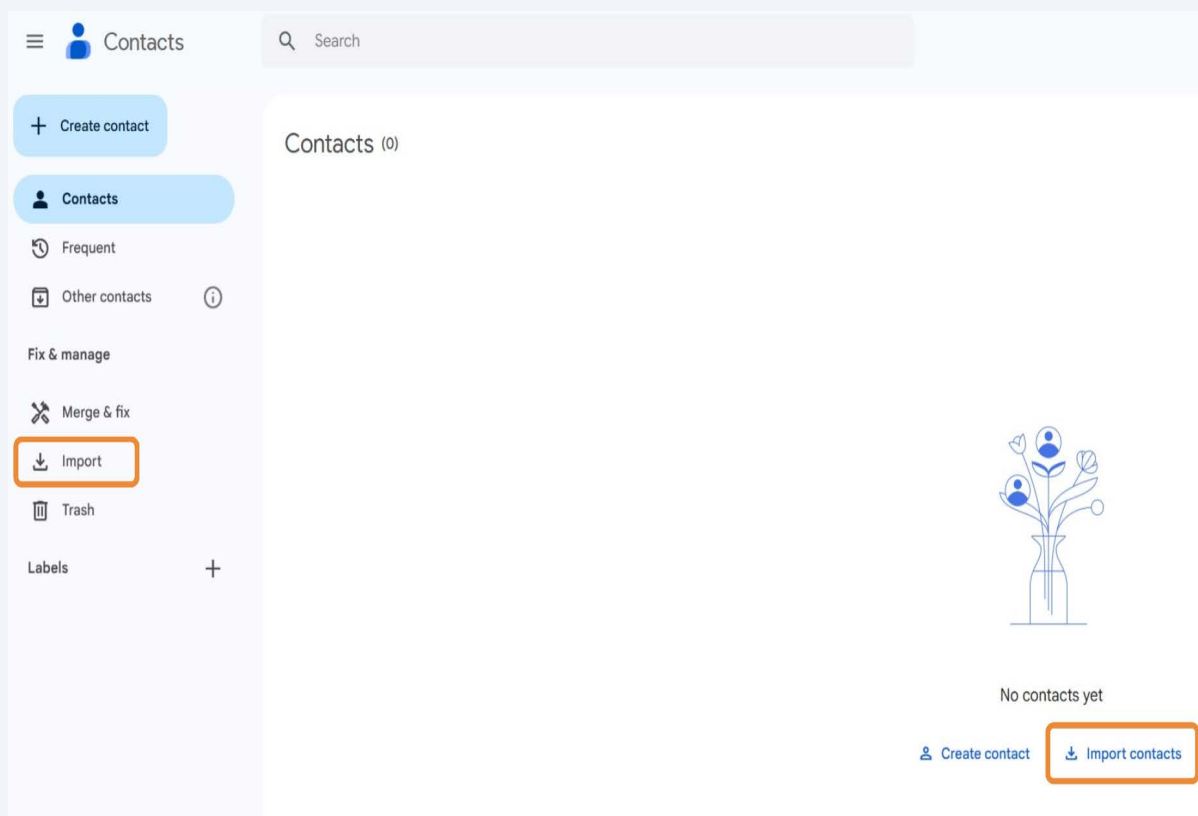 Contacts
Search
Create contact
Contacts
Frequent
Other contacts
Fix & manage
Merge & fix
Import
Trash
Labels
Contacts (0)
No contacts yet
Create contact
Import contacts